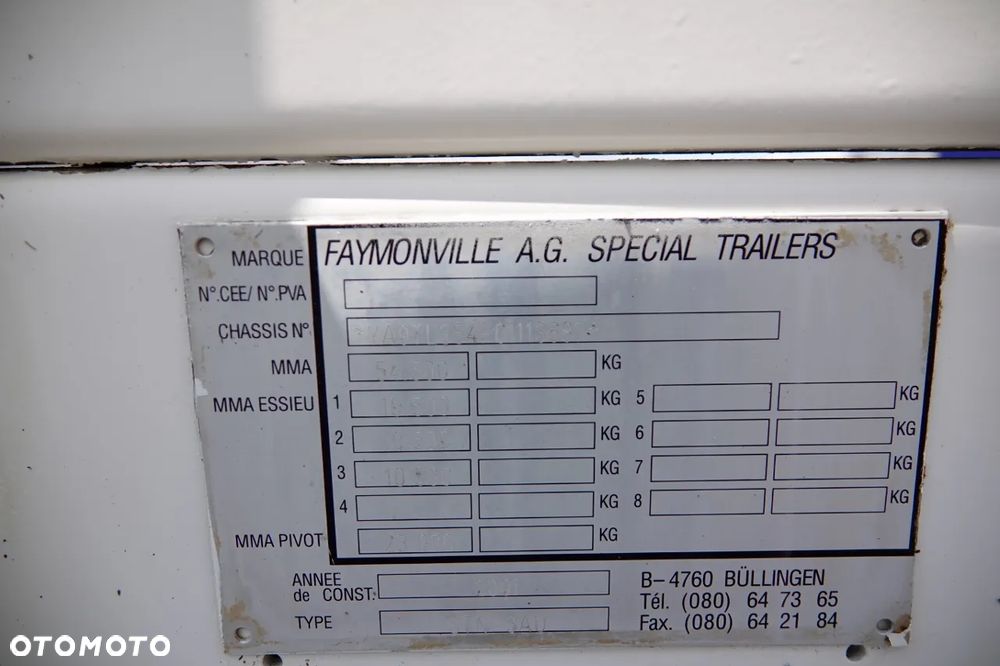 MARQUE FAYMONVILLE A.G. SPECIAL TRAILERS
N°.CEE/ N°.PVA
CHASSIS N°
MMA KG
MMA ESSIEU 1 KG 5 KG
2 KG 6 KG
3 KG 7 KG
4 KG 8 KG
MMA PIVOT KG
ANNEE
de CONST.
TYPE
B-4760 BÜLLINGEN
Tél. (080) 64 73 65
Fax. (080) 64 21 84
OTOMOTO
OTOMOTO